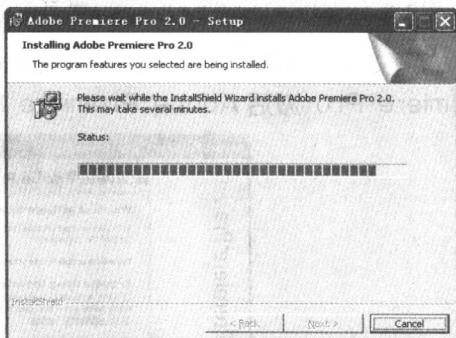 Adobe Premiere Pro 2.0 - Setup
Installing Adobe Premiere Pro 2.0
The program features you selected are being installed.
Please wait while the InstallShield Wizard installs Adobe Premiere Pro 2.0.
This may take several minutes.
Status:
InstallShield
< Back
Next >
Cancel